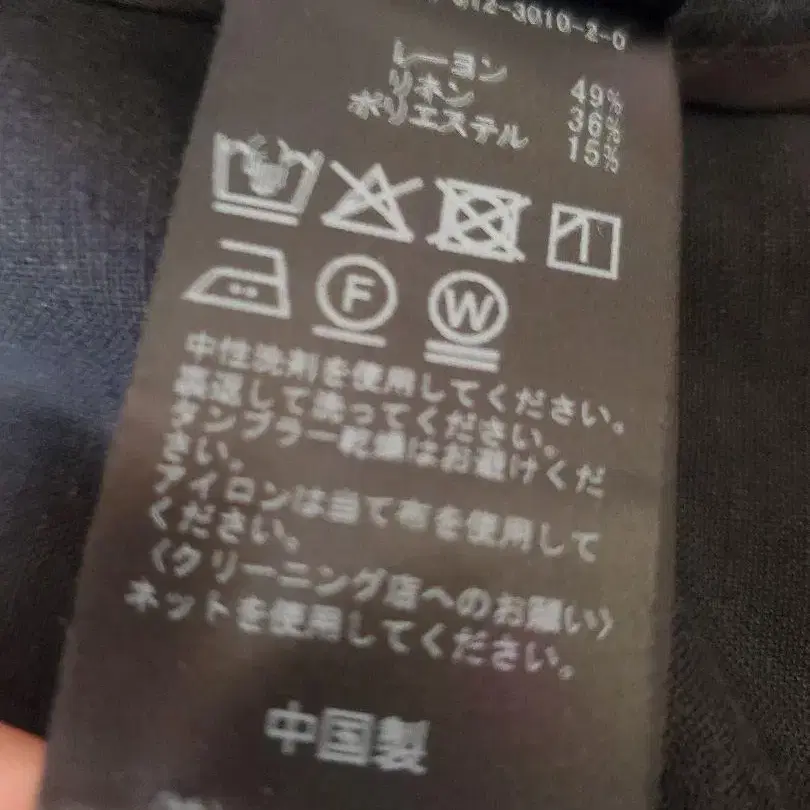 12-3010-2-0
レーヨン 49%
リネン 36%
ポリエステル 15%
F W
中性洗剤を使用してください。
裏返して洗ってください。
タンブラー乾燥はお避けくだ
さい。
アイロンは当て布を使用して
ください。
〈クリーニング店へのお願い〉
ネットを使用してください。
中国製